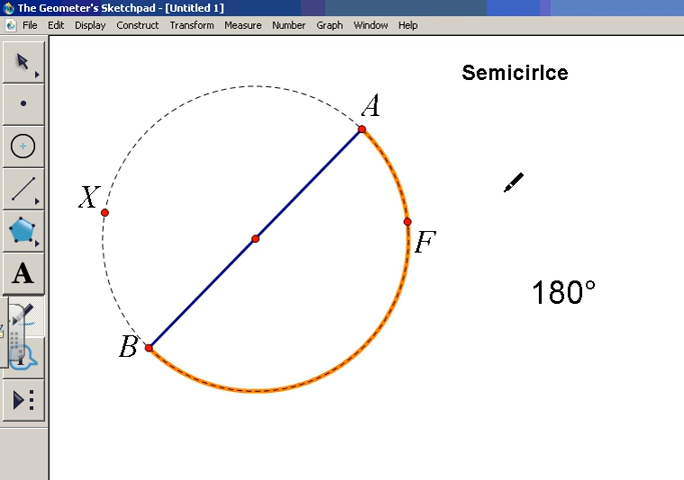 The Geometer's Sketchpad - [Untitled 1]
File Edit Display Construct Transform Measure Number Graph Window Help
Semicirlce
A
X
F
180°
B
A